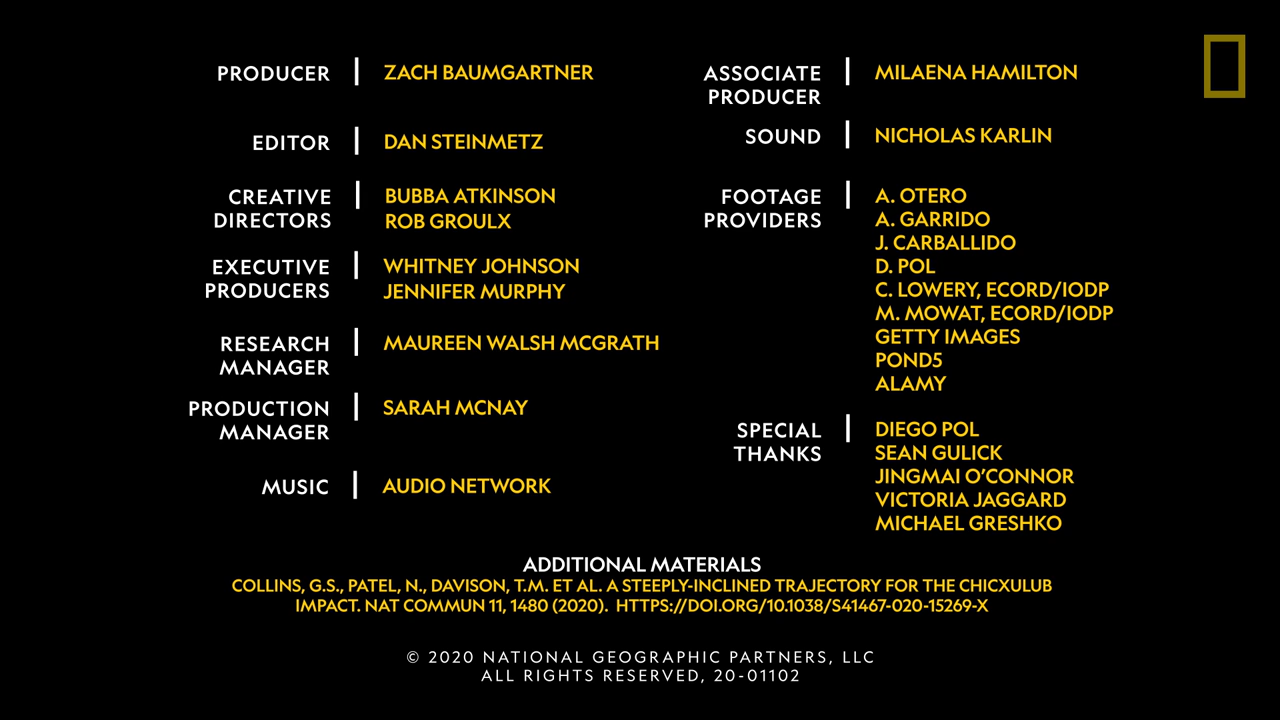 PRODUCER | ZACH BAUMGARTNER
EDITOR | DAN STEINMETZ
CREATIVE DIRECTORS | BUBBA ATKINSON
ROB GROULX
EXECUTIVE PRODUCERS | WHITNEY JOHNSON
JENNIFER MURPHY
RESEARCH MANAGER | MAUREEN WALSH MCGRATH
PRODUCTION MANAGER | SARAH MCNAY
MUSIC | AUDIO NETWORK
ASSOCIATE PRODUCER | MILAENA HAMILTON
SOUND | NICHOLAS KARLIN
FOOTAGE PROVIDERS | A. OTERO
A. GARRIDO
J. CARBALLIDO
D. POL
C. LOWERY, ECORD/IODP
M. MOWAT, ECORD/IODP
GETTY IMAGES
POND5
ALAMY
SPECIAL THANKS | DIEGO POL
SEAN GULICK
JINGMAI O'CONNOR
VICTORIA JAGGARD
MICHAEL GRESHKO
ADDITIONAL MATERIALS
COLLINS, G.S., PATEL, N., DAVISON, T.M. ET AL. A STEEPLY-INCLINED TRAJECTORY FOR THE CHICXULUB
IMPACT. NAT COMMUN 11, 1480 (2020). HTTPS://DOI.ORG/10.1038/S41467-020-15269-X
© 2020 NATIONAL GEOGRAPHIC PARTNERS, LLC
ALL RIGHTS RESERVED, 20-01102